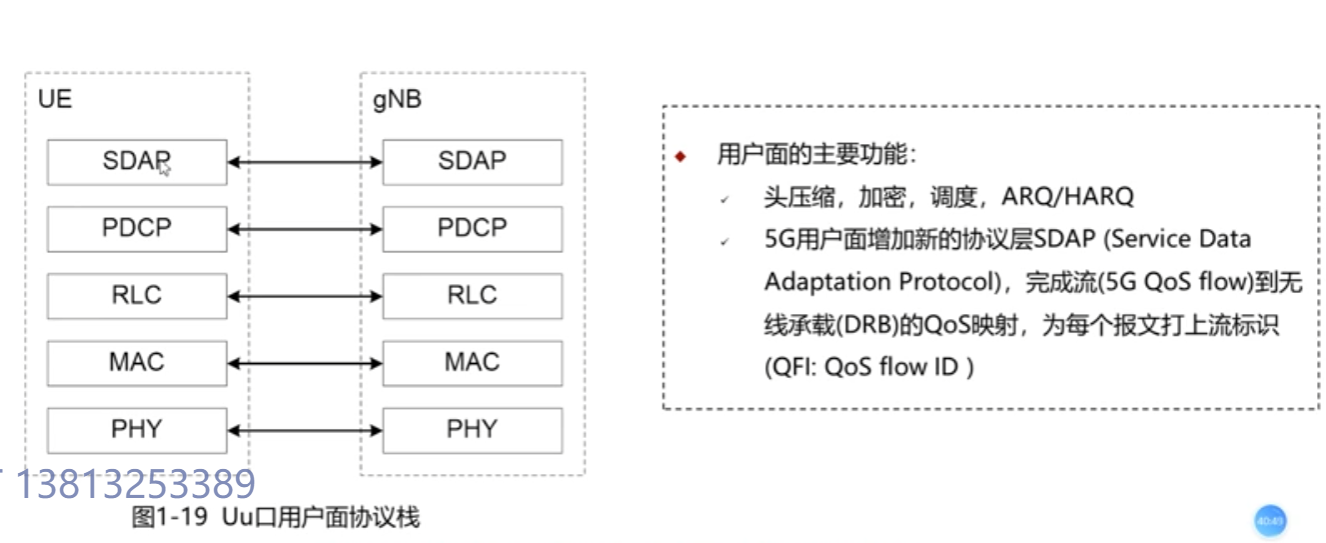 UE
gNB
SDAP
SDAP
PDCP
PDCP
RLC
RLC
MAC
MAC
PHY
PHY
13813253389
图1-19 Uu口用户面协议栈
用户面的主要功能：
头压缩，加密，调度，ARQ/HARQ
5G用户面增加新的协议层SDAP (Service Data
Adaptation Protocol)，完成流(5G QoS flow)到无
线承载(DRB)的QoS映射，为每个报文打上流标识
(QFI: QoS flow ID )
40:49